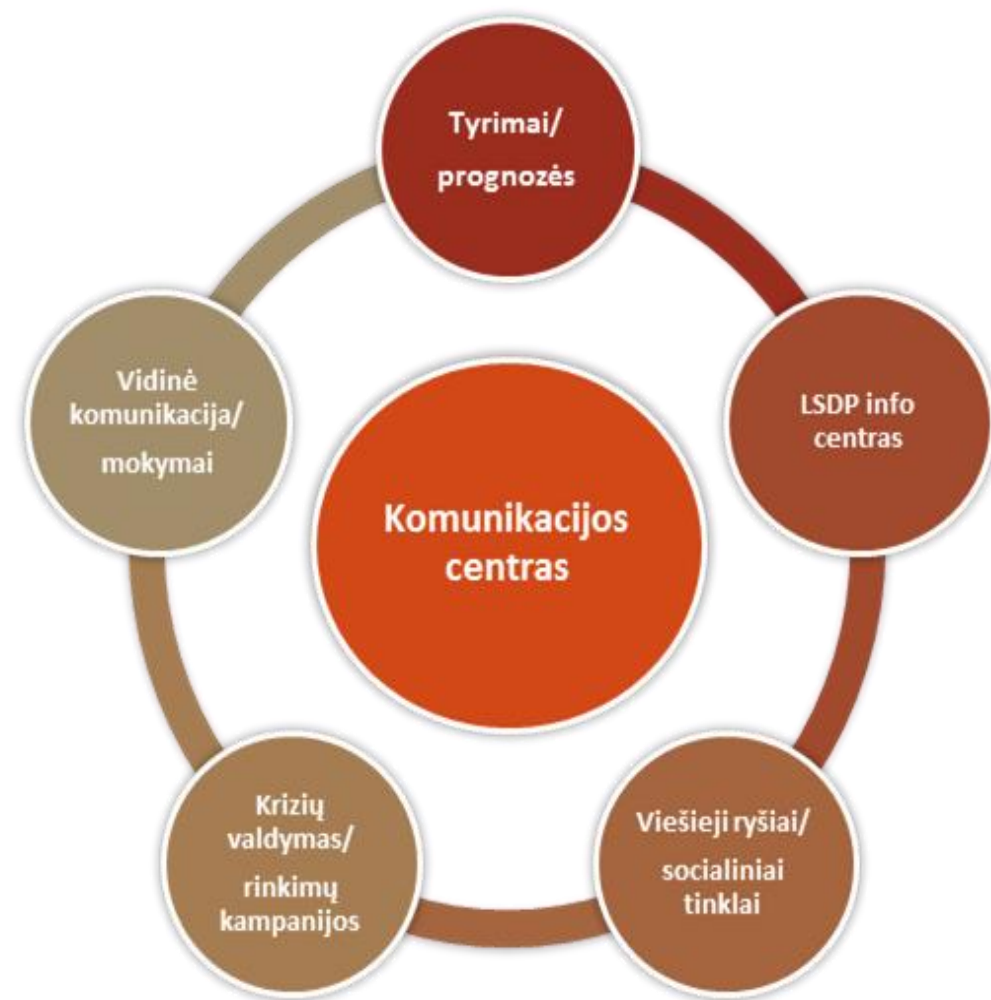 Tyrimai/
prognozės
LSDP info
centras
Viešieji ryšiai/
socialiniai
tinklai
Krizių
valdymas/
rinkimų
kampanijos
Vidinė
komunikacija/
mokymai
Komunikacijos
centras